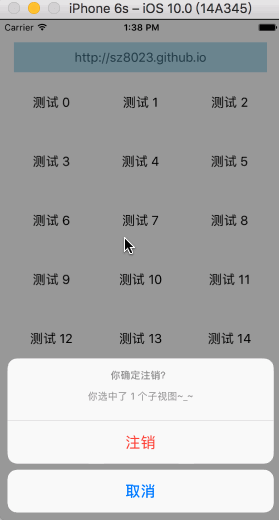 iPhone 6s – iOS 10.0 (14A345)
Carrier 1:38 PM
http://sz8023.github.io
测试 0 测试 1 测试 2
测试 3 测试 4 测试 5
测试 6 测试 7 测试 8
测试 9 测试 10 测试 11
测试 12 测试 13 测试 14
你确定注销?
你选中了 1 个子视图~_~
注销
取消